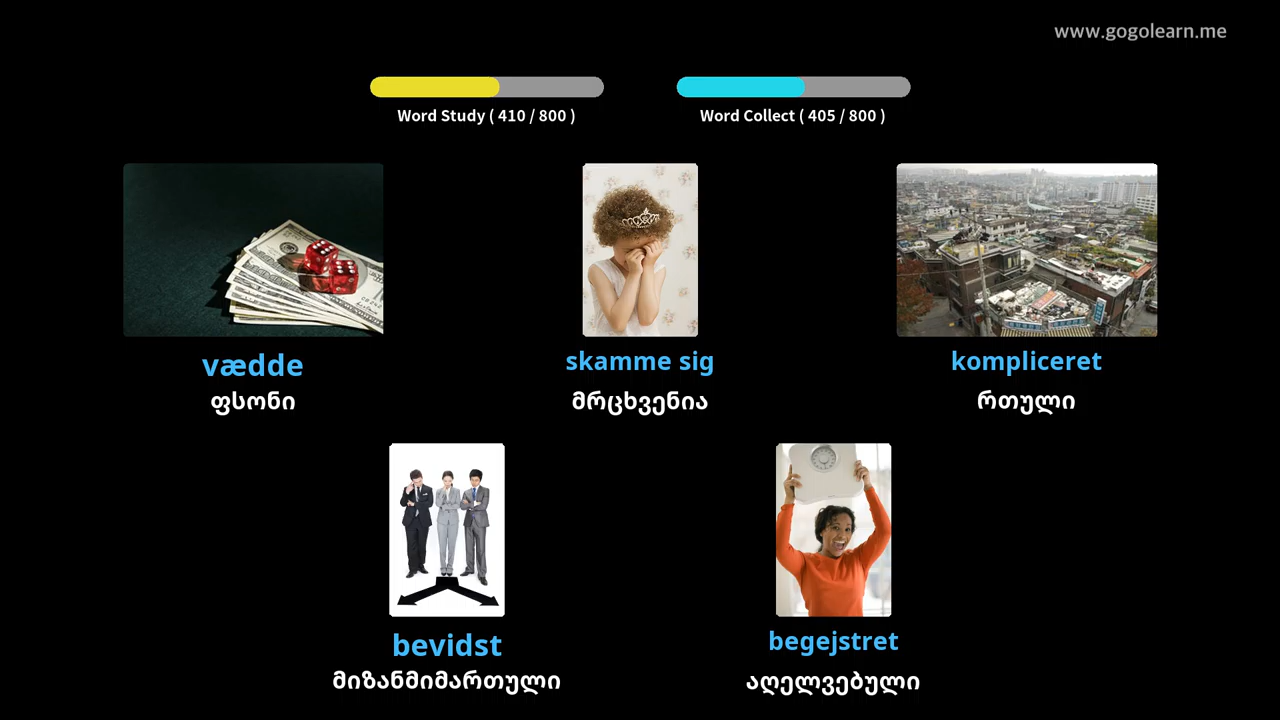 www.gogolearn.me
Word Study ( 410 / 800 )
Word Collect ( 405 / 800 )
vædde
skamme sig
kompliceret
ფსონი
მრცხვენია
რთული
bevidst
begejstret
მიზანმიმართული
აღელვებული